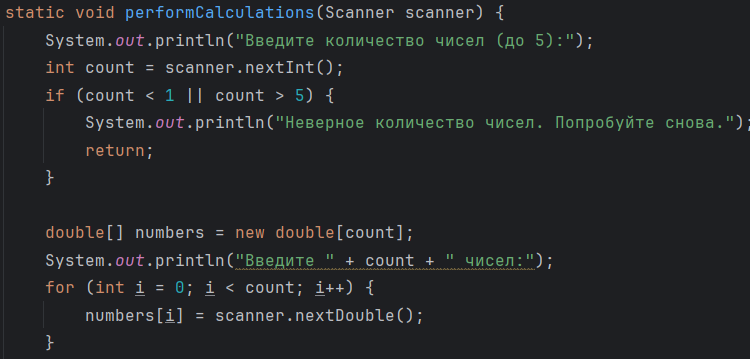 static void performCalculations(Scanner scanner) {
System.out.println("Введите количество чисел (до 5):");
int count = scanner.nextInt();
if (count < 1 || count > 5) {
System.out.println("Неверное количество чисел. Попробуйте снова.");
return;
}
double[] numbers = new double[count];
System.out.println("Введите " + count + " чисел:");
for (int i = 0; i < count; i++) {
numbers[i] = scanner.nextDouble();
}